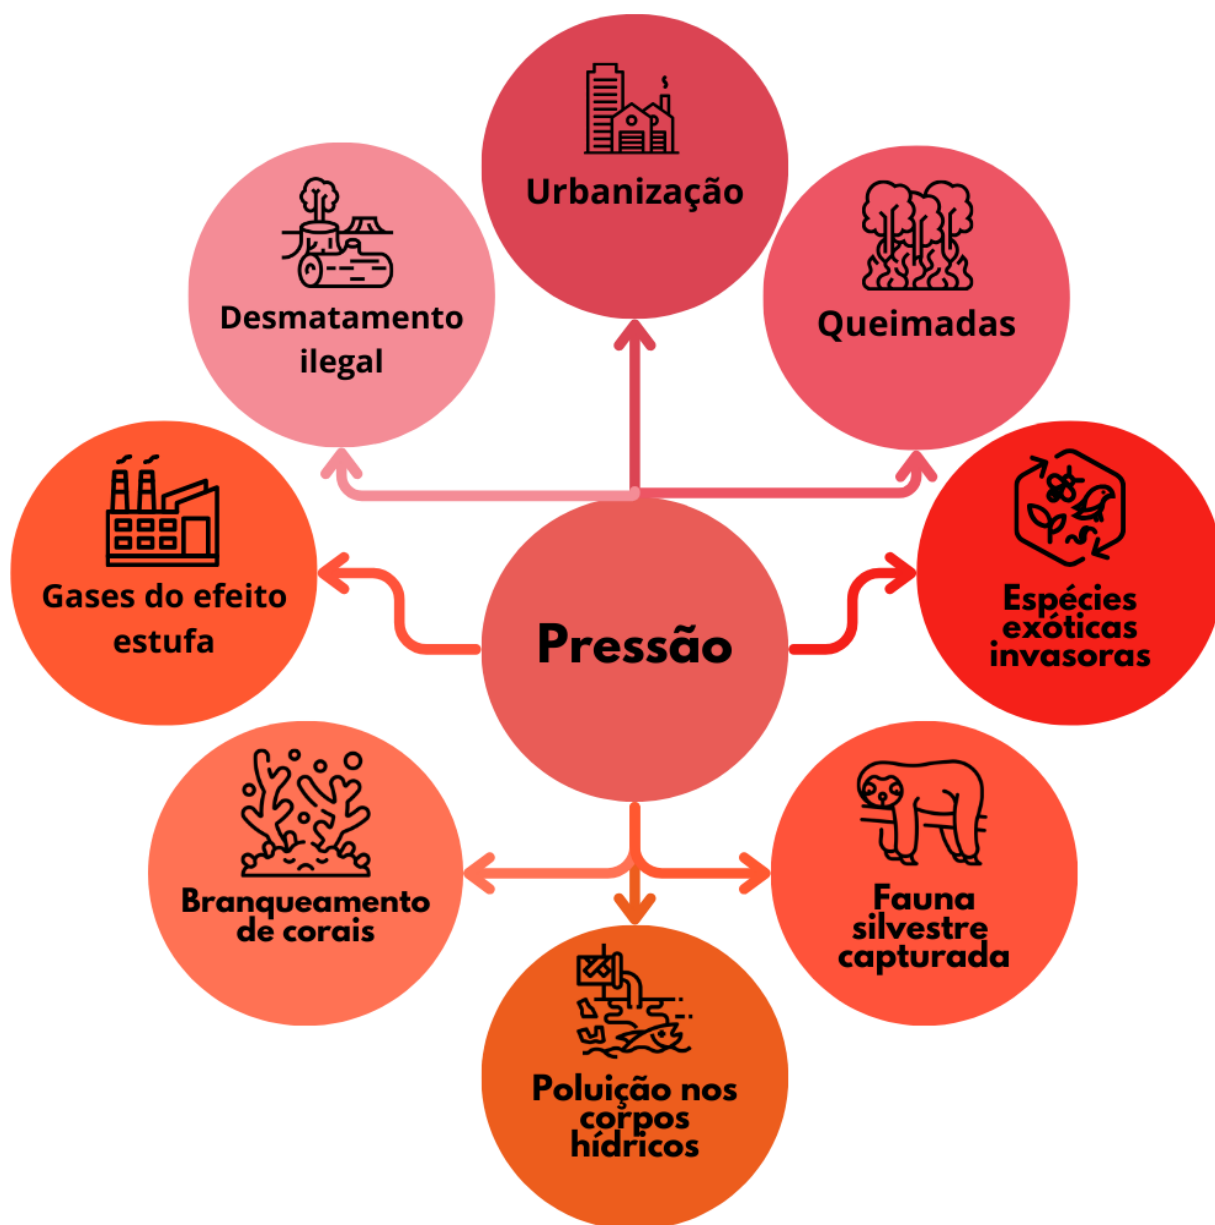 Urbanização
Desmatamento
ilegal
Queimadas
Gases do efeito
estufa
Pressão
Espécies
exóticas
invasoras
Branqueamento
de corais
Fauna
silvestre
capturada
Poluição nos
corpos
hídricos